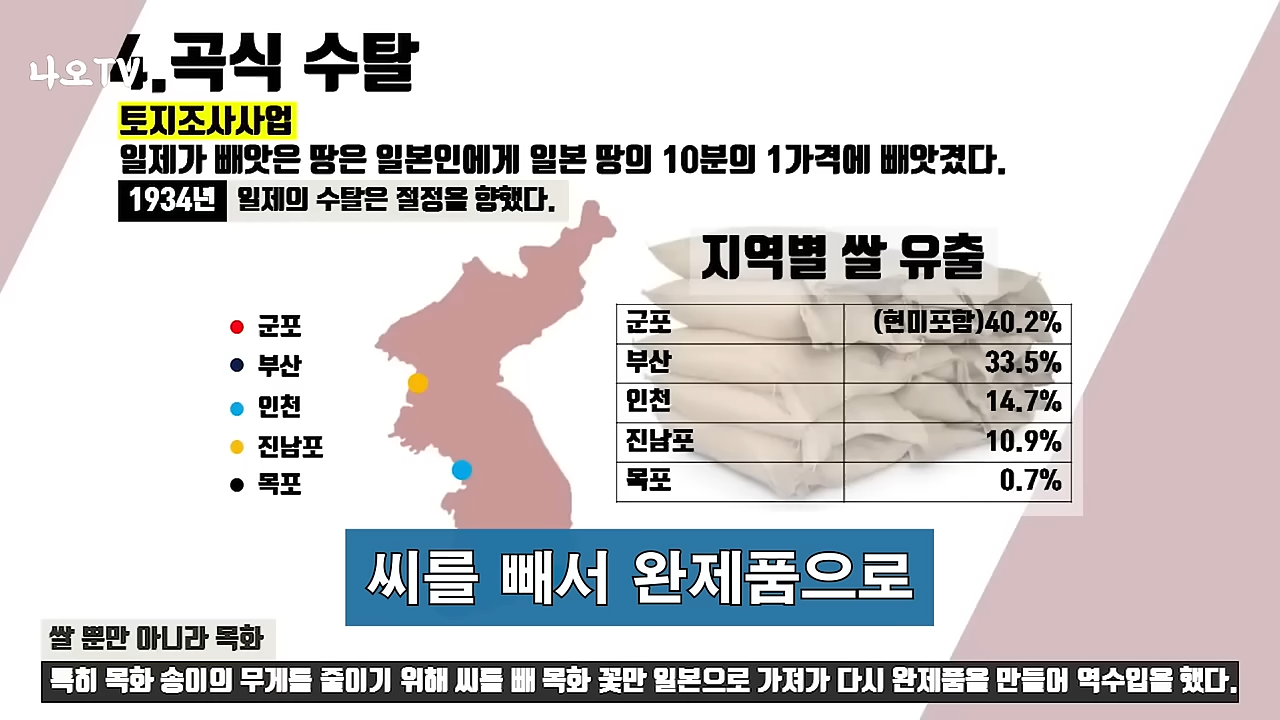 나오TV
4.곡식 수탈
토지조사사업
일제가 빼앗은 땅은 일본인에게 일본 땅의 10분의 1가격에 빼앗겼다.
1934년 일제의 수탈은 절정을 향했다.
지역별 쌀 유출
군포
부산
인천
진남포
목포
군포 (현미포함)40.2%
부산 33.5%
인천 14.7%
진남포 10.9%
목포 0.7%
씨를 빼서 완제품으로
쌀 뿐만 아니라 목화
특히 목화 송이의 무게를 줄이기 위해 씨를 빼 목화 꽃만 일본으로 가져가 다시 완제품을 만들어 역수입을 했다.